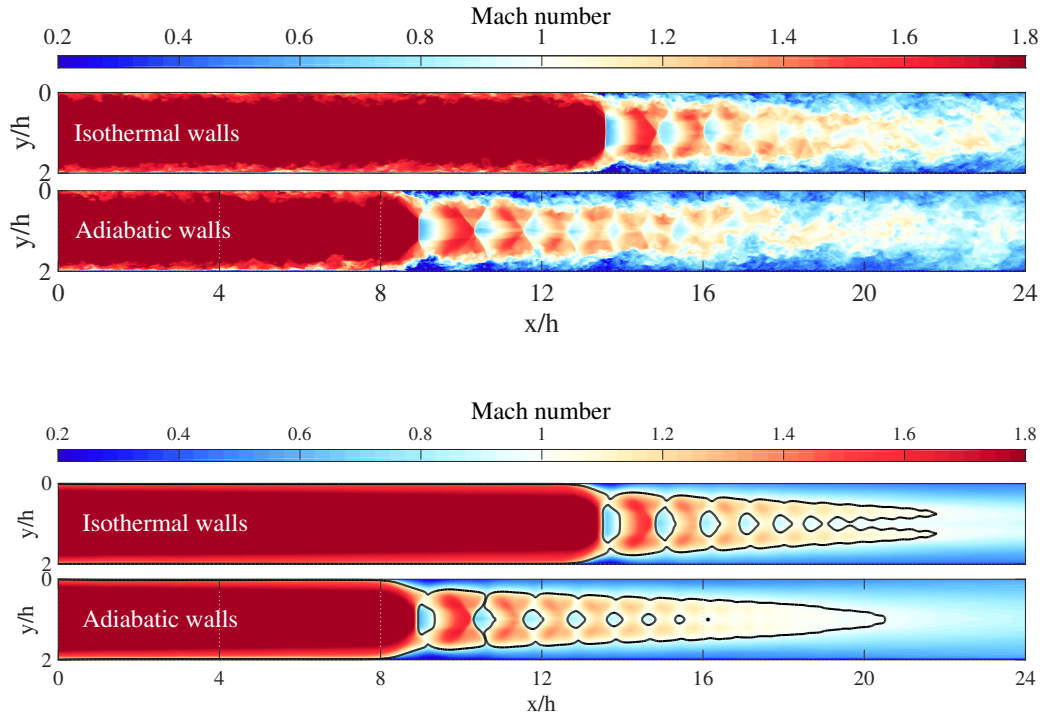 Mach number
0.2 0.4 0.6 0.8 1 1.2 1.4 1.6 1.8
0
y/h
Isothermal walls
2
0
y/h
Adiabatic walls
2
0 4 8 12 16 20 24
x/h
Mach number
0.2 0.4 0.6 0.8 1 1.2 1.4 1.6 1.8
0
y/h
Isothermal walls
2
0
y/h
Adiabatic walls
2
0 4 8 12 16 20 24
x/h